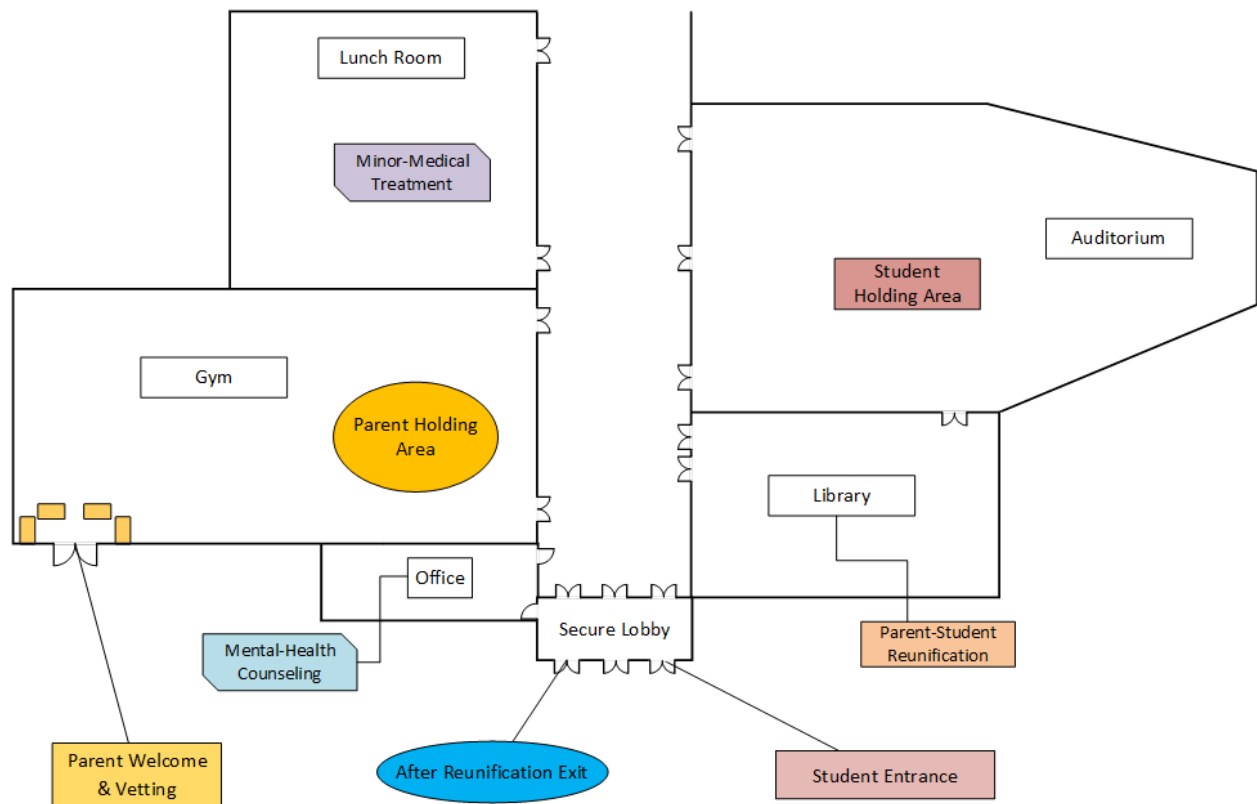 Lunch Room
Minor-Medical
Treatment
Auditorium
Student
Holding Area
Gym
Parent Holding
Area
Library
Office
Secure Lobby
Mental-Health
Counseling
Parent-Student
Reunification
Parent Welcome
& Vetting
After Reunification Exit
Student Entrance